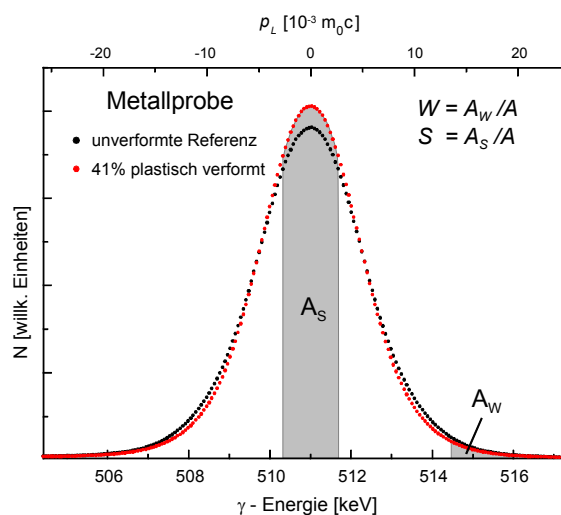 p_L [10⁻³ m₀c]
-20 -10 0 10 20
Metallprobe
unverformte Referenz
41% plastisch verformt
W = A_W/A
S = A_S/A
N [willk. Einheiten]
A_S
A_W
506 508 510 512 514 516
γ - Energie [keV]